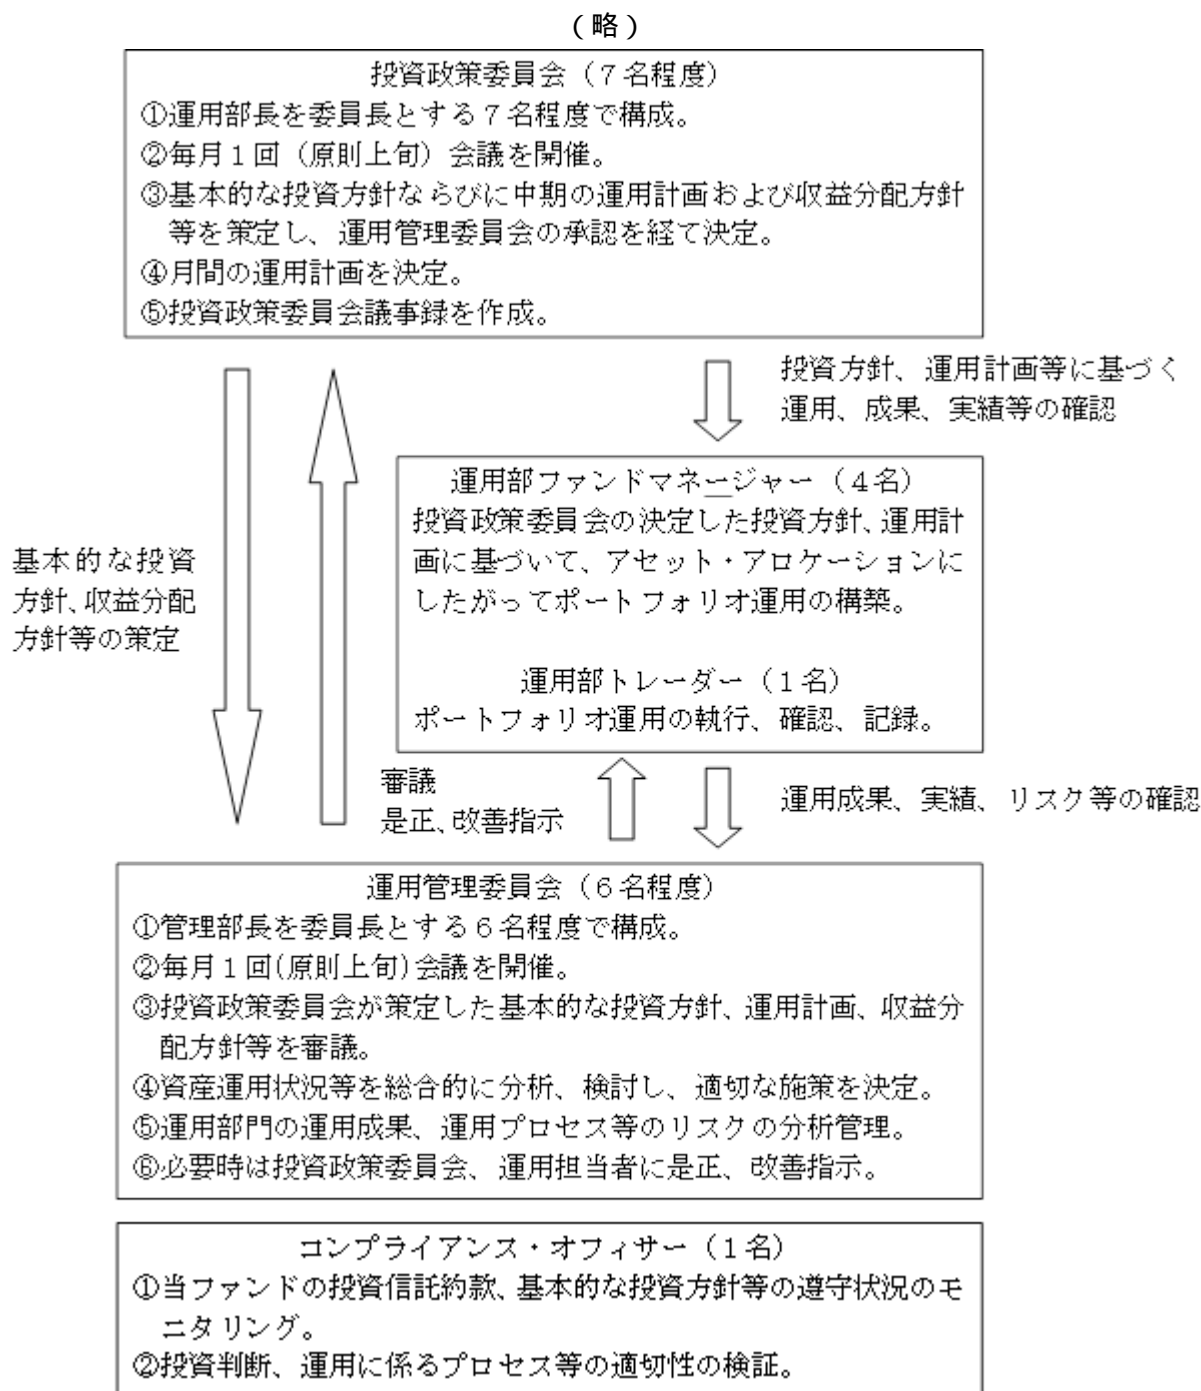 (略)
投資政策委員会（７名程度）
①運用部長を委員長とする７名程度で構成。
②毎月１回（原則上旬）会議を開催。
③基本的な投資方針ならびに中期の運用計画および収益分配方針
等を策定し、運用管理委員会の承認を経て決定。
④月間の運用計画を決定。
⑤投資政策委員会議事録を作成。
投資方針、運用計画等に基づく
運用、成果、実績等の確認
運用部ファンドマネージャー（４名）
投資政策委員会の決定した投資方針、運用計
画に基づいて、アセット・アロケーションに
したがってポートフォリオ運用の構築。
運用部トレーダー（１名）
ポートフォリオ運用の執行、確認、記録。
基本的な投資
方針、収益分配
方針等の策定
審議
是正、改善指示
運用成果、実績、リスク等の確認
運用管理委員会（６名程度）
①管理部長を委員長とする６名程度で構成。
②毎月１回(原則上旬)会議を開催。
③投資政策委員会が策定した基本的な投資方針、運用計画、収益分
配方針等を審議。
④資産運用状況等を総合的に分析、検討し、適切な施策を決定。
⑤運用部門の運用成果、運用プロセス等のリスクの分析管理。
⑥必要時は投資政策委員会、運用担当者に是正、改善指示。
コンプライアンス・オフィサー（１名）
①当ファンドの投資信託約款、基本的な投資方針等の遵守状況のモ
ニタリング。
②投資判断、運用に係るプロセス等の適切性の検証。